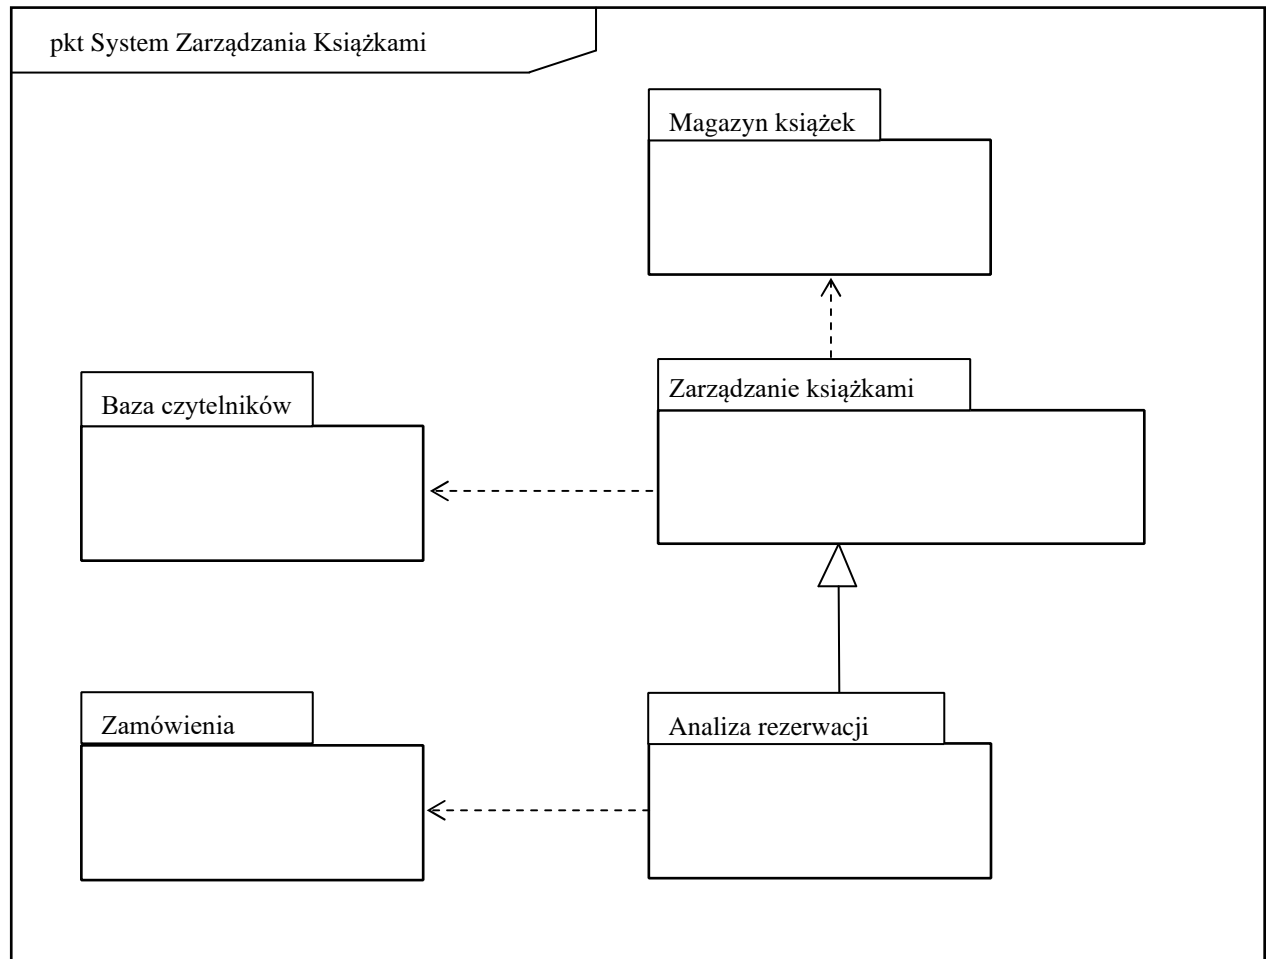 pkt System Zarządzania Książkami
Magazyn książek
Zarządzanie książkami
Baza czytelników
Zamówienia
Analiza rezerwacji